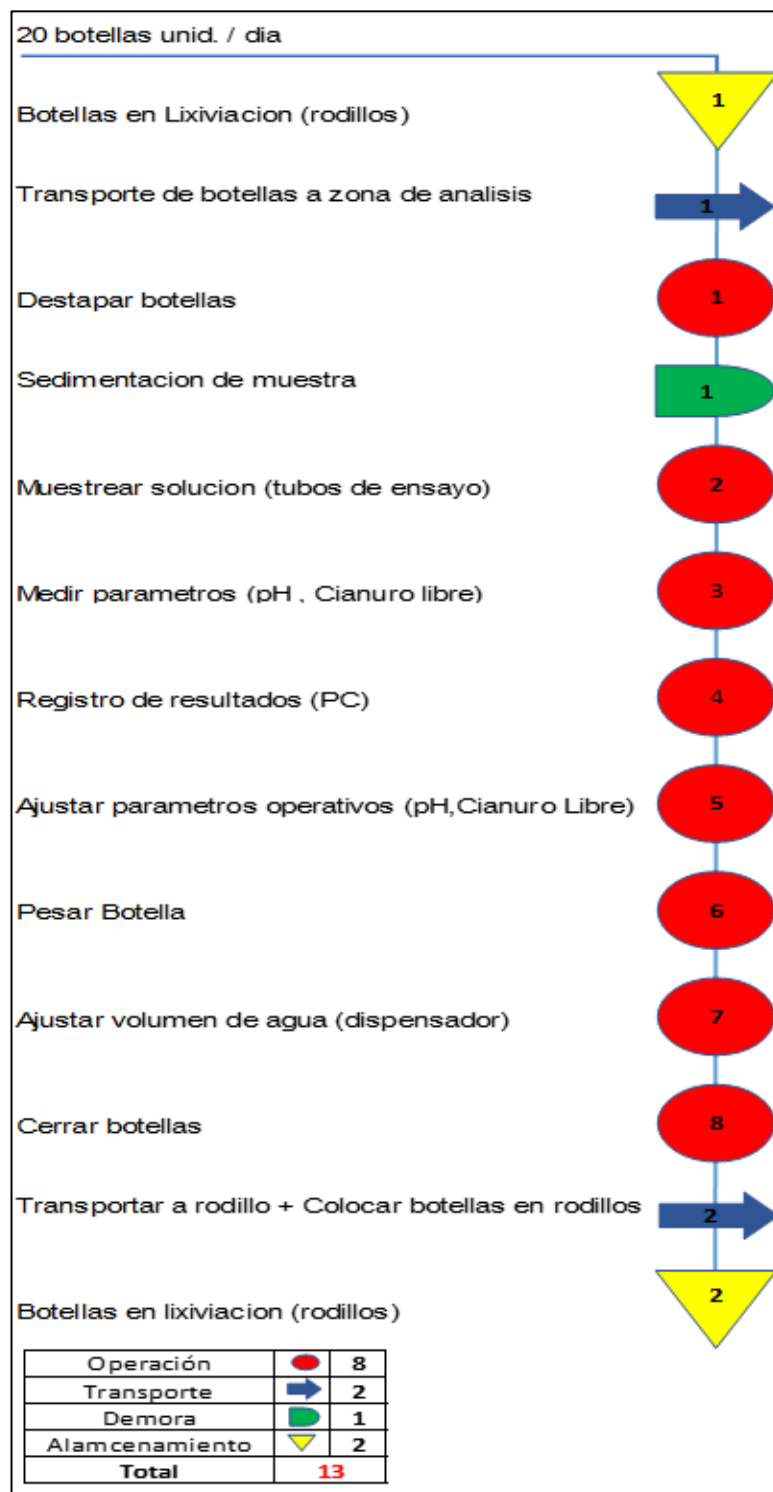 20 botellas unid. / dia
1
Botellas en Lixiviacion (rodillos)
Transporte de botellas a zona de analisis
1
Destapar botellas
1
Sedimentacion de muestra
1
Muestrear solucion (tubos de ensayo)
2
Medir parametros (pH , Cianuro libre)
3
Registro de resultados (PC)
4
Ajustar parametros operativos (pH,Cianuro Libre)
5
Pesar Botella
6
Ajustar volumen de agua (dispensador)
7
Cerrar botellas
8
Transportar a rodillo + Colocar botellas en rodillos
2
Botellas en lixiviacion (rodillos)
2
Operación 8
Transporte 2
Demora 1
Alamcenamiento 2
Total 13